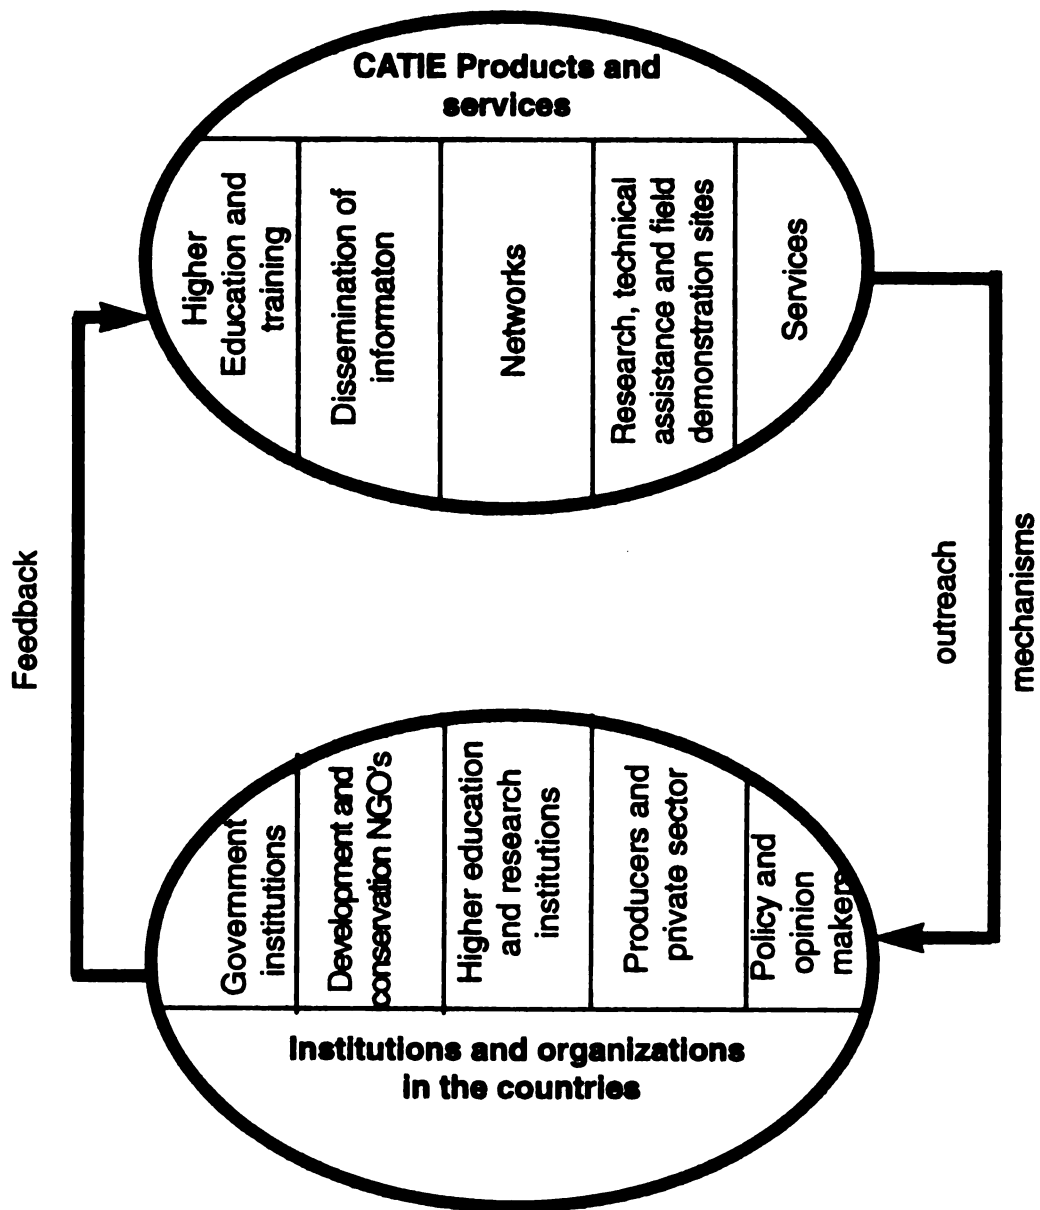 CATIE Products and
services
Higher
Education and
training
Dissemination of
informaton
Networks
Research, technical
assistance and field
demonstration sites
Services
Feedback
outreach
mechanisms
Government
institutions
Development and
conservation NGO's
Higher education
and research
institutions
Producers and
private sector
Policy and
opinion
makers
Institutions and organizations
in the countries